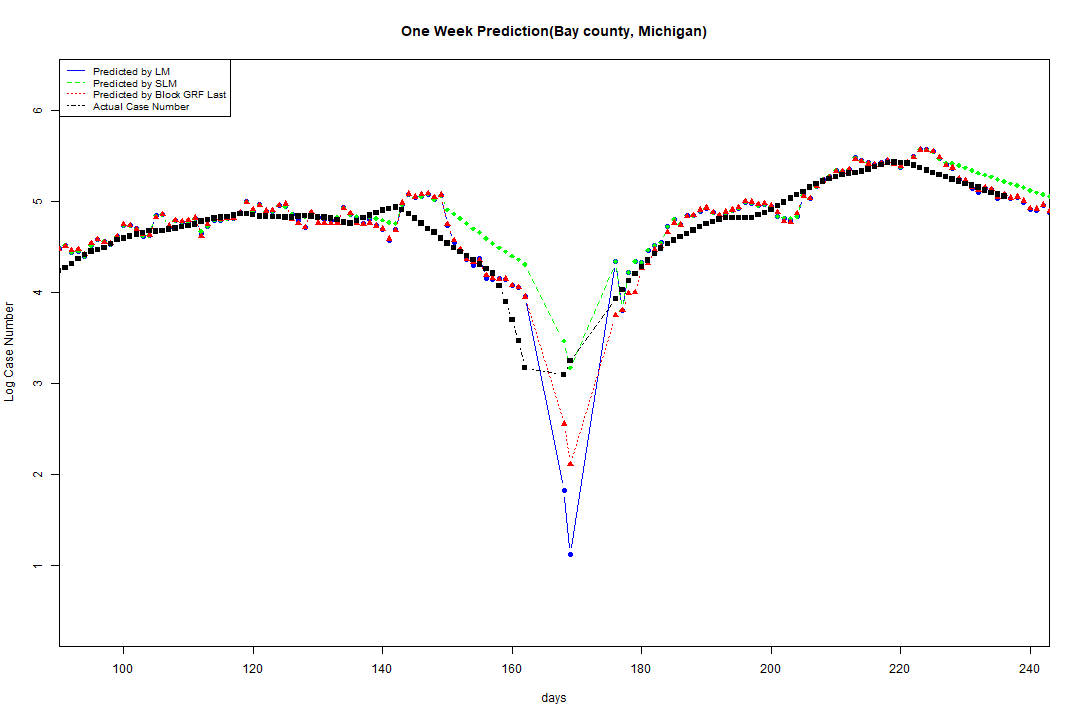 One Week Prediction(Bay county, Michigan)
Predicted by LM
Predicted by SLM
Predicted by Block GRF Last
Actual Case Number
6
5
4
3
2
1
Log Case Number
100 120 140 160 180 200 220 240
days